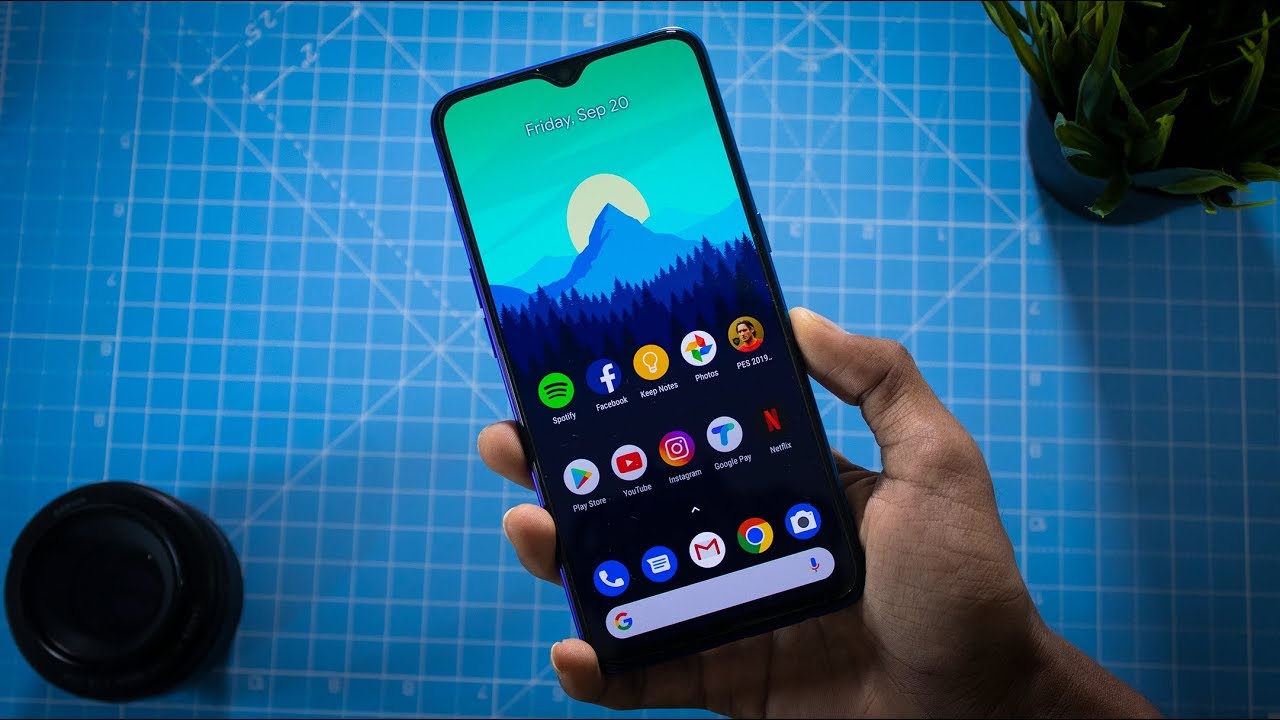 Friday, Sep 20
Spotify
Facebook
Keep Notes
Photos
PES 2019..
Play Store
YouTube
Instagram
Google Pay
Netflix